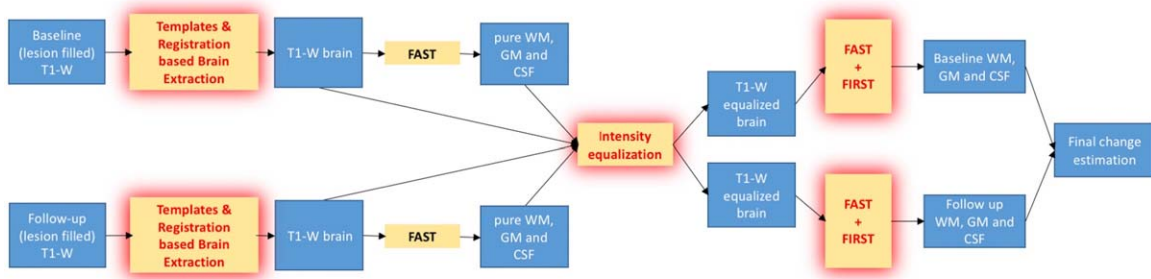 Baseline
(lesion filled)
T1-W
Templates &
Registration
based Brain
Extraction
T1-W brain
FAST
pure WM,
GM and
CSF
Follow-up
(lesion filled)
T1-W
Templates &
Registration
based Brain
Extraction
T1-W brain
FAST
pure WM,
GM and
CSF
Intensity
equalization
T1-W
equalized
brain
FAST
+
FIRST
Baseline WM,
GM and CSF
T1-W
equalized
brain
FAST
+
FIRST
Follow up
WM, GM and
CSF
Final change
estimation